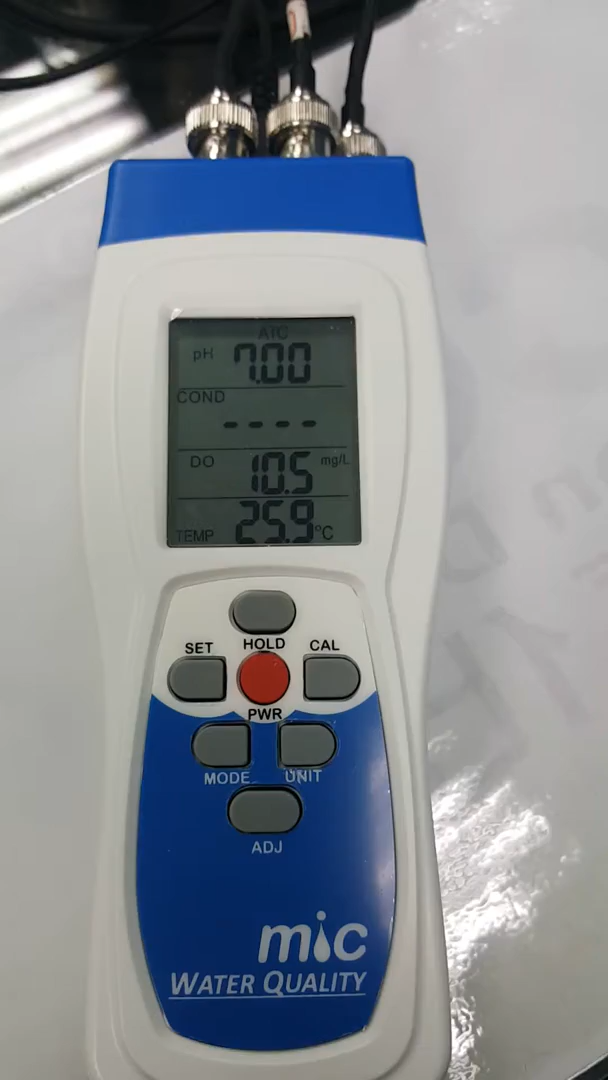 ATC
pH 7.00
COND
----
DO 10.5 mg/L
TEMP 25.9 °C
HOLD
SET CAL
PWR
MODE UNIT
ADJ
mic
WATER QUALITY